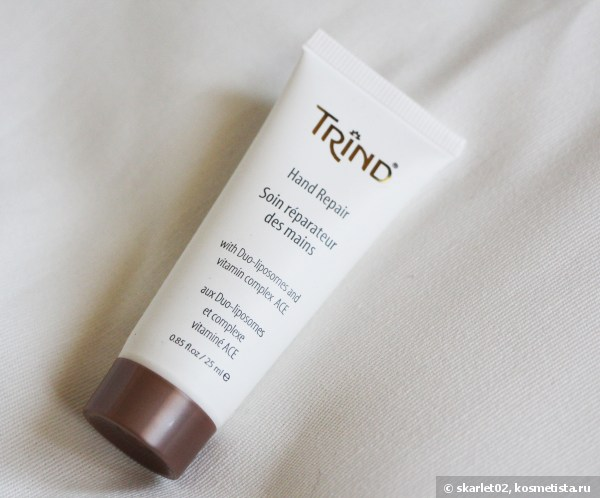 TRIND®
Hand Repair
Soin réparateur
des mains
with Duo-liposomes and
vitamin complex ACE
aux Duo-liposomes
et complexe
vitaminé ACE
0.85 fl.oz / 25 ml ℮
© skarlet02, kosmetista.ru